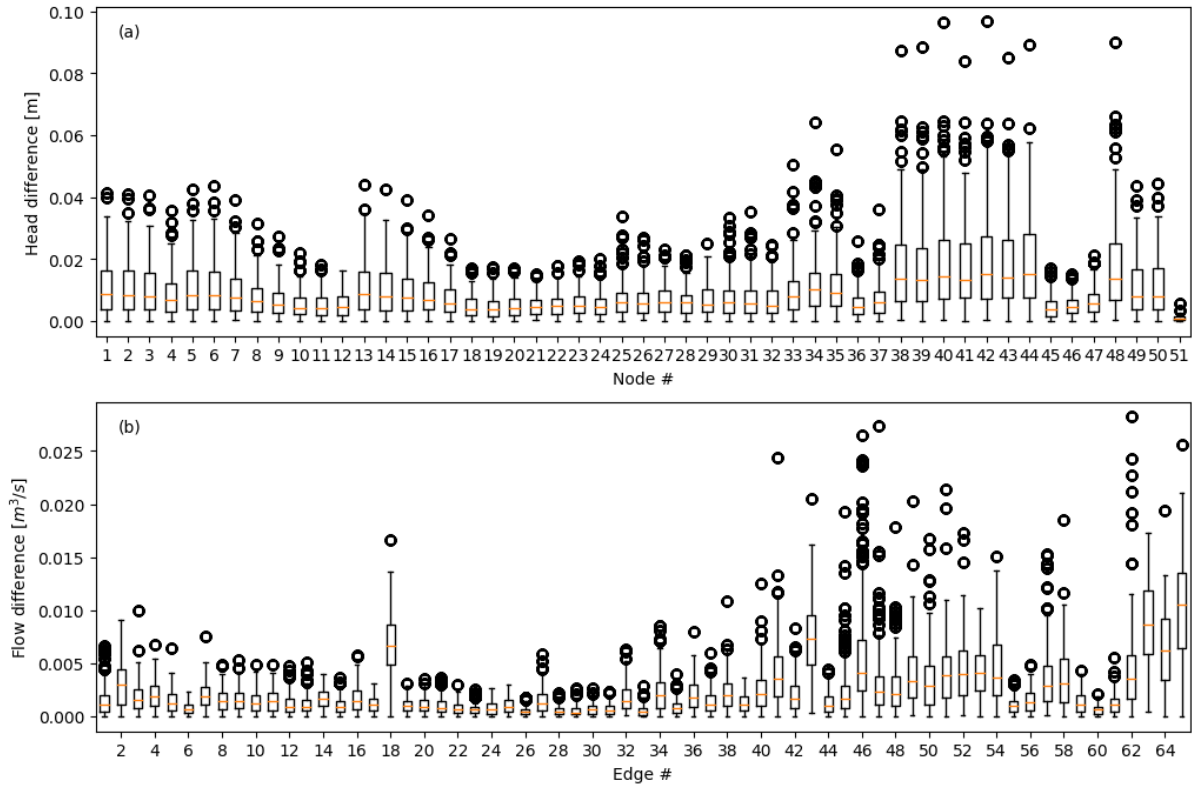 (a)
Head difference [m]
0.10
0.08
0.06
0.04
0.02
0.00
1 2 3 4 5 6 7 8 9 10 11 12 13 14 15 16 17 18 19 20 21 22 23 24 25 26 27 28 29 30 31 32 33 34 35 36 37 38 39 40 41 42 43 44 45 46 47 48 49 50 51
Node #
(b)
Flow difference [m³/s]
0.025
0.020
0.015
0.010
0.005
0.000
2 4 6 8 10 12 14 16 18 20 22 24 26 28 30 32 34 36 38 40 42 44 46 48 50 52 54 56 58 60 62 64
Edge #